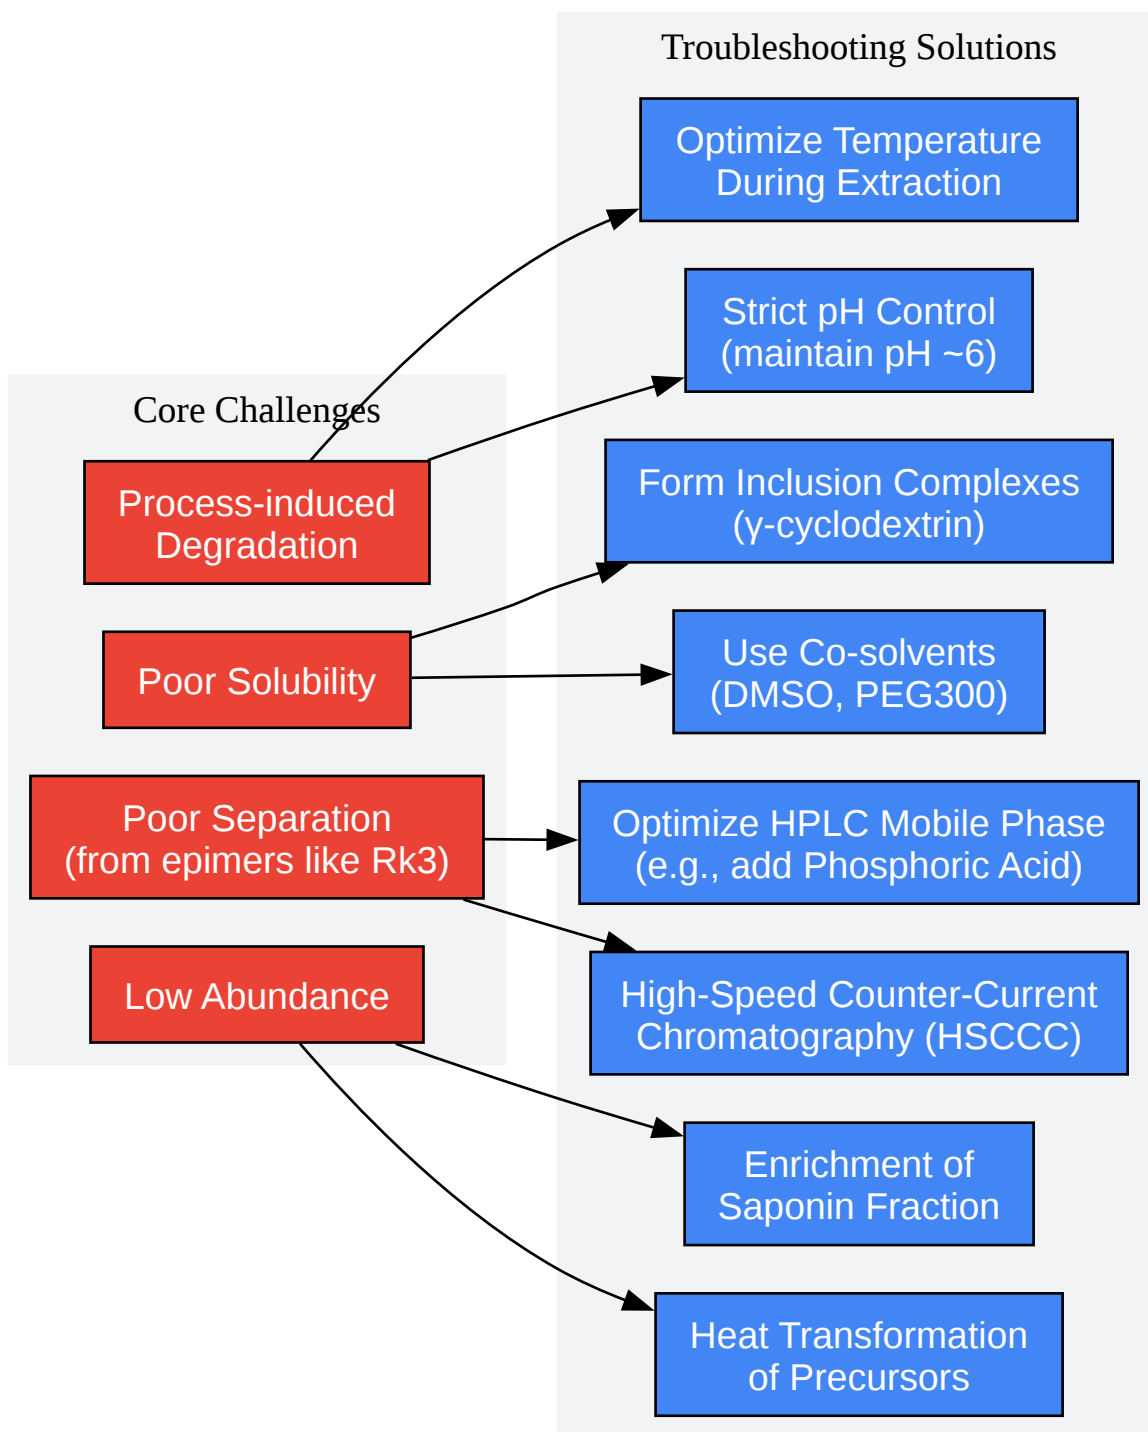 Troubleshooting Solutions
Optimize Temperature
During Extraction
Strict pH Control
(maintain pH ~6)
Form Inclusion Complexes
(γ-cyclodextrin)
Use Co-solvents
(DMSO, PEG300)
Optimize HPLC Mobile Phase
(e.g., add Phosphoric Acid)
High-Speed Counter-Current
Chromatography (HSCCC)
Enrichment of
Saponin Fraction
Heat Transformation
of Precursors
Core Challenges
Process-induced
Degradation
Poor Solubility
Poor Separation
(from epimers like Rk3)
Low Abundance